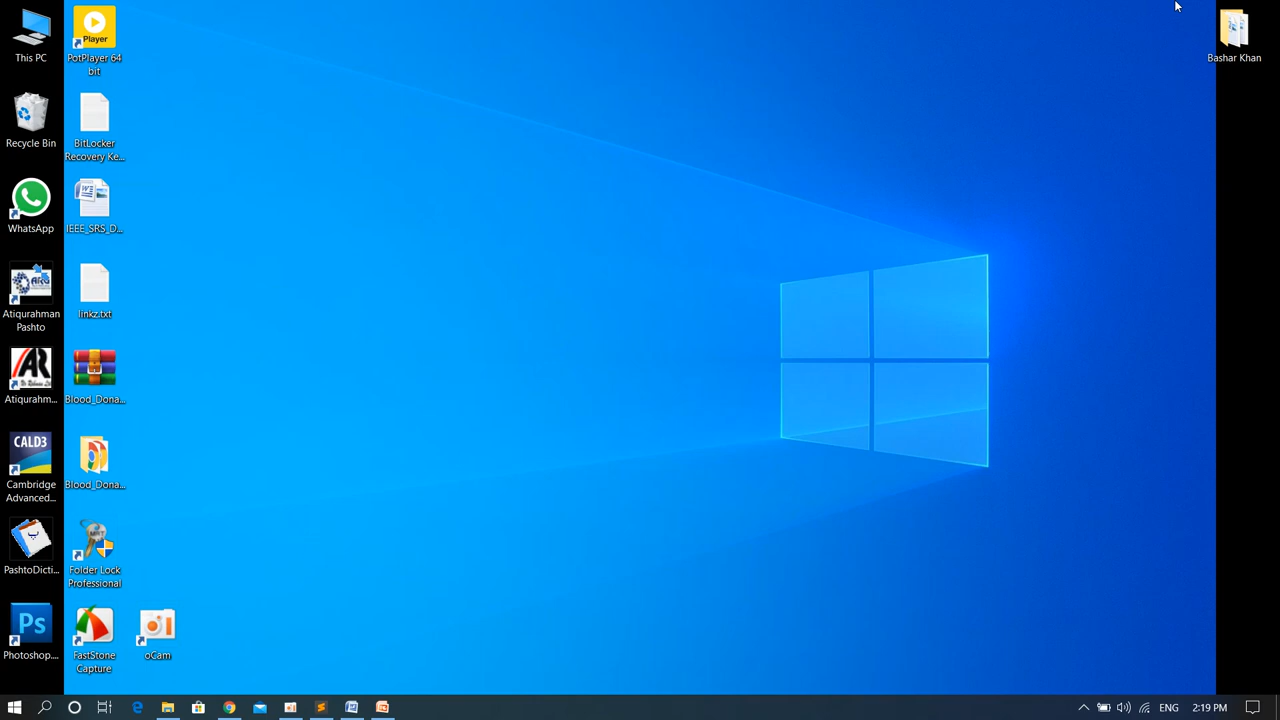 This PC
Recycle Bin
WhatsApp
Atiqurahman
Pashto
Atiqurahm...
CALD3
Cambridge
Advanced...
PashtoDicti...
Ps
Photoshop....
Player
PotPlayer 64
bit
BitLocker
Recovery Ke...
IEEE_SRS_D...
linkz.txt
Blood_Dona...
Blood_Dona...
Folder Lock
Professional
FastStone
Capture
oCam
Bashar Khan
ENG
2:19 PM